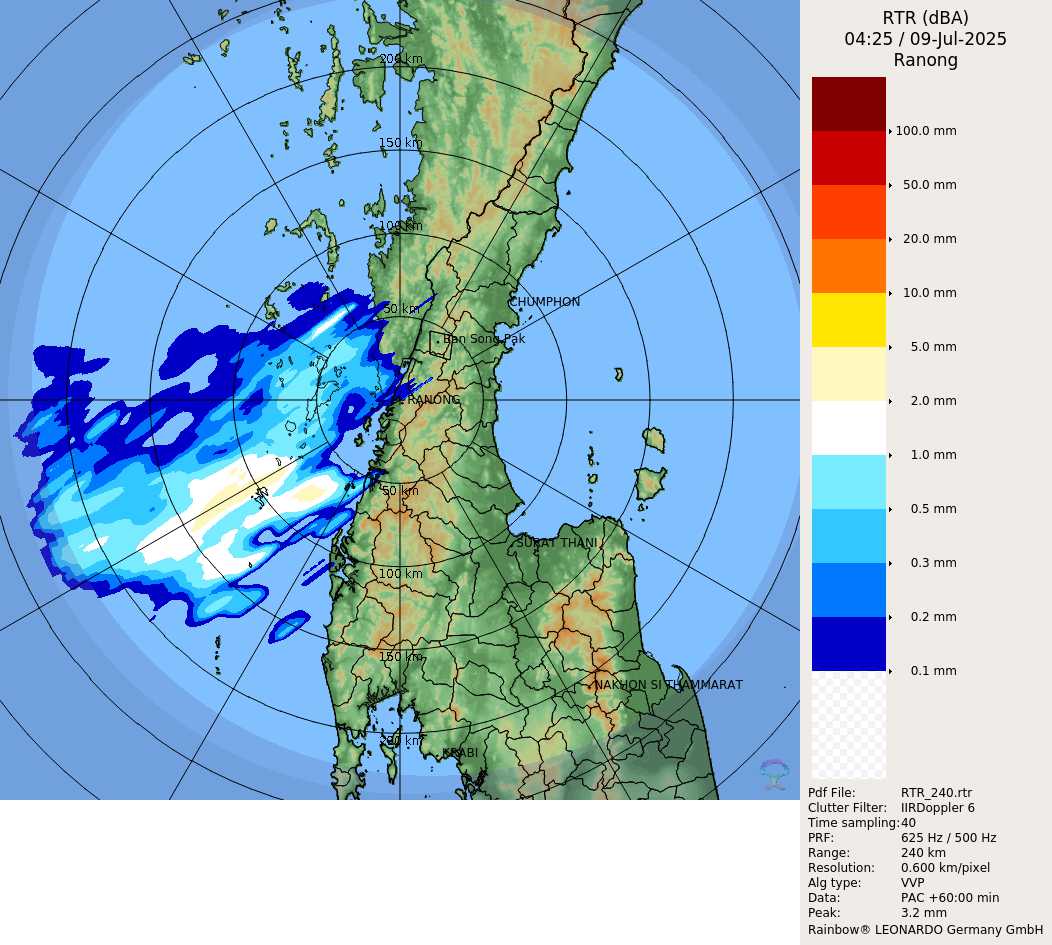 RTR (dBA)
04:25 / 09-Jul-2025
Ranong
100.0 mm
50.0 mm
20.0 mm
10.0 mm
5.0 mm
2.0 mm
1.0 mm
0.5 mm
0.3 mm
0.2 mm
0.1 mm
200 km
150 km
100 km
CHUMPHON
50 km
Ban Song Pak
RANONG
50 km
SURAT THANI
100 km
150 km
NAKHON SI THAMMARAT
200 km
KRABI
Pdf File: RTR_240.rtr
Clutter Filter: IIRDoppler 6
Time sampling: 40
PRF: 625 Hz / 500 Hz
Range: 240 km
Resolution: 0.600 km/pixel
Alg type: VVP
Data: PAC +60:00 min
Peak: 3.2 mm
Rainbow® LEONARDO Germany GmbH